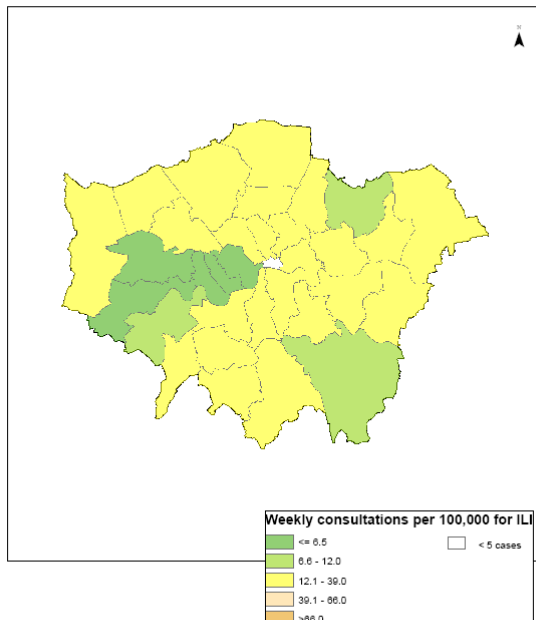 Weekly consultations per 100,000 for ILI
<= 6.5
< 5 cases
6.6 - 12.0
12.1 - 39.0
39.1 - 66.0
>66.0